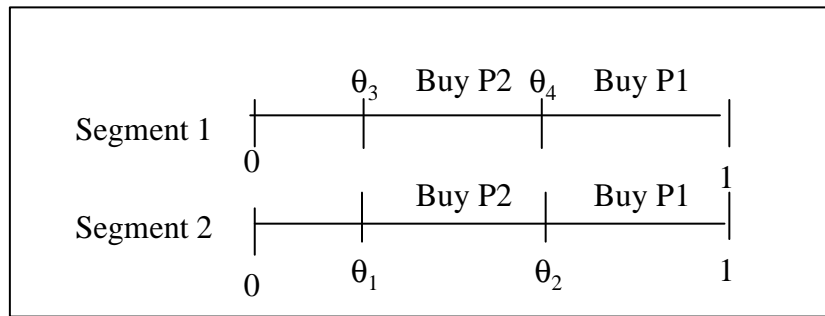 θ3 Buy P2 θ4 Buy P1
Segment 1
0 1
Buy P2 Buy P1
Segment 2
0 θ1 θ2 1